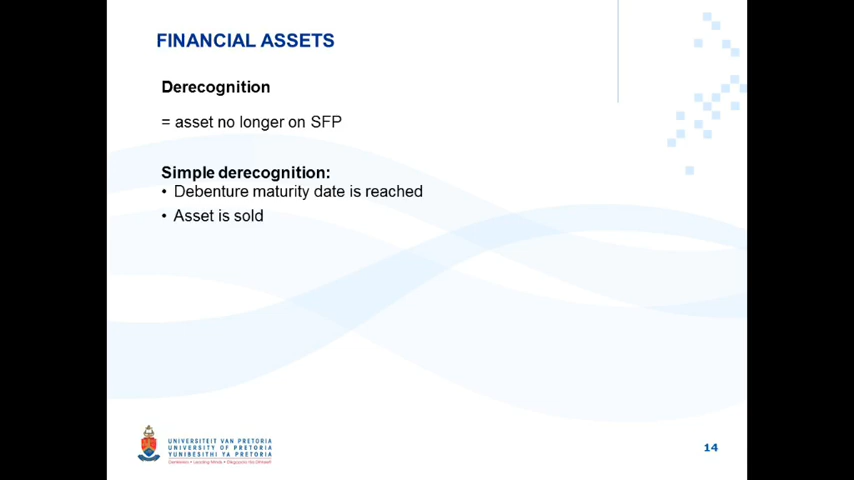 FINANCIAL ASSETS
Derecognition
= asset no longer on SFP
Simple derecognition:
• Debenture maturity date is reached
• Asset is sold
UNIVERSITEIT VAN PRETORIA
UNIVERSITY OF PRETORIA
YUNIBESITHI YA PRETORIA
14